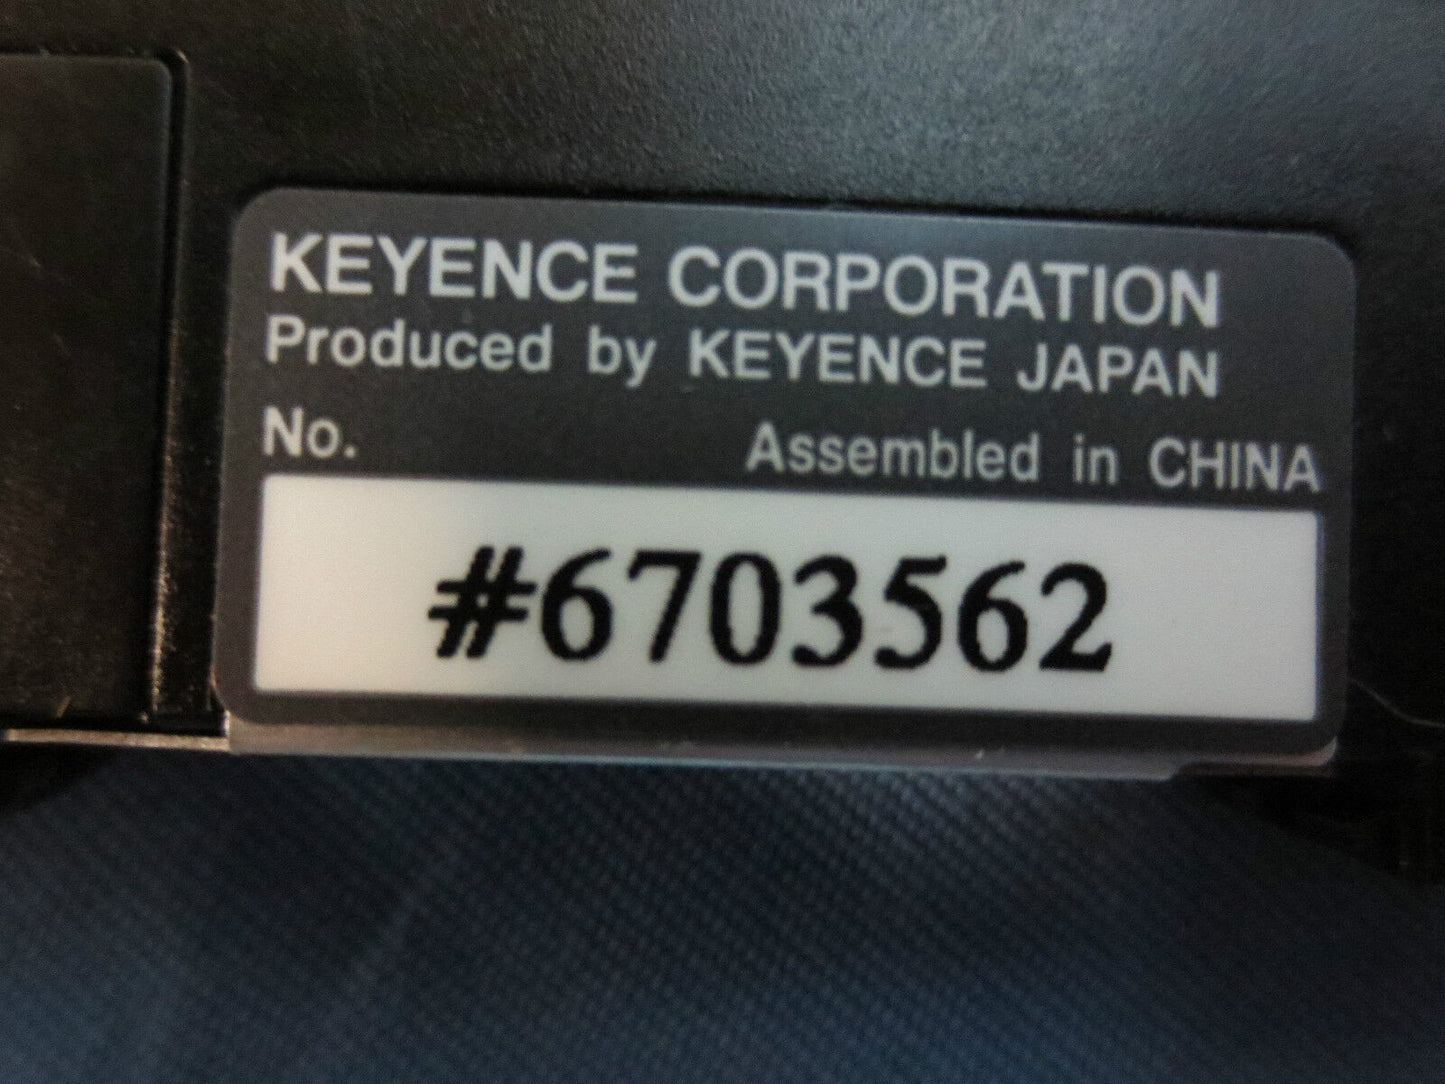 KEYENCE CORPORATION
Produced by KEYENCE JAPAN
No. Assembled in CHINA
#6703562